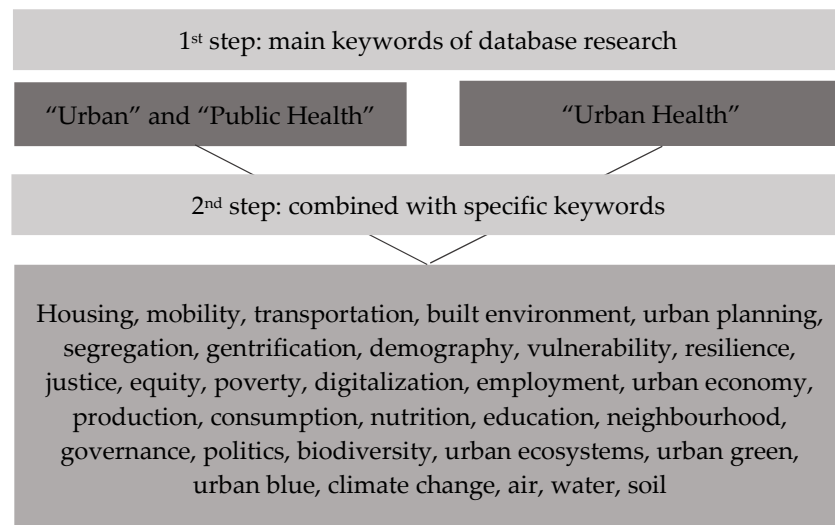 1st step: main keywords of database research
“Urban” and “Public Health”
“Urban Health”
2nd step: combined with specific keywords
Housing, mobility, transportation, built environment, urban planning,
segregation, gentrification, demography, vulnerability, resilience,
justice, equity, poverty, digitalization, employment, urban economy,
production, consumption, nutrition, education, neighbourhood,
governance, politics, biodiversity, urban ecosystems, urban green,
urban blue, climate change, air, water, soil